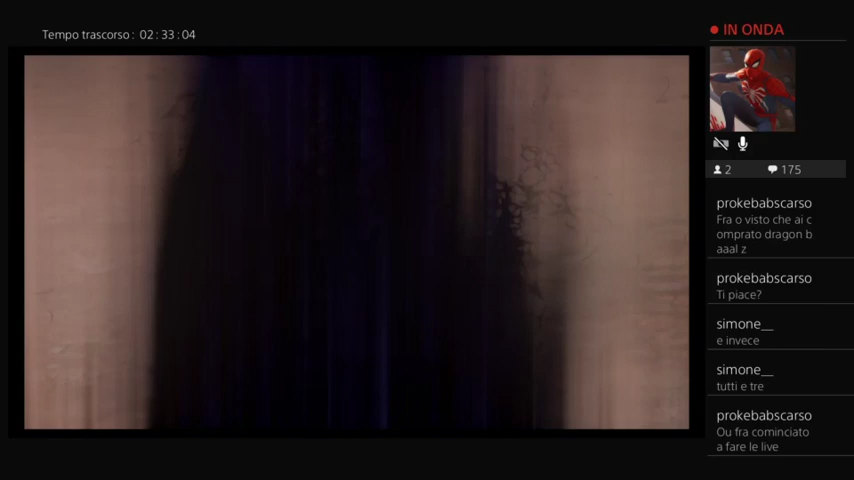 Tempo trascorso: 02:33:04
IN ONDA
2 175
prokebabscarso
Fra o visto che ai c
omprato dragon b
aaal z
prokebabscarso
Ti piace?
simone__
e invece
simone__
tutti e tre
prokebabscarso
Ou fra cominciato
a fare le live